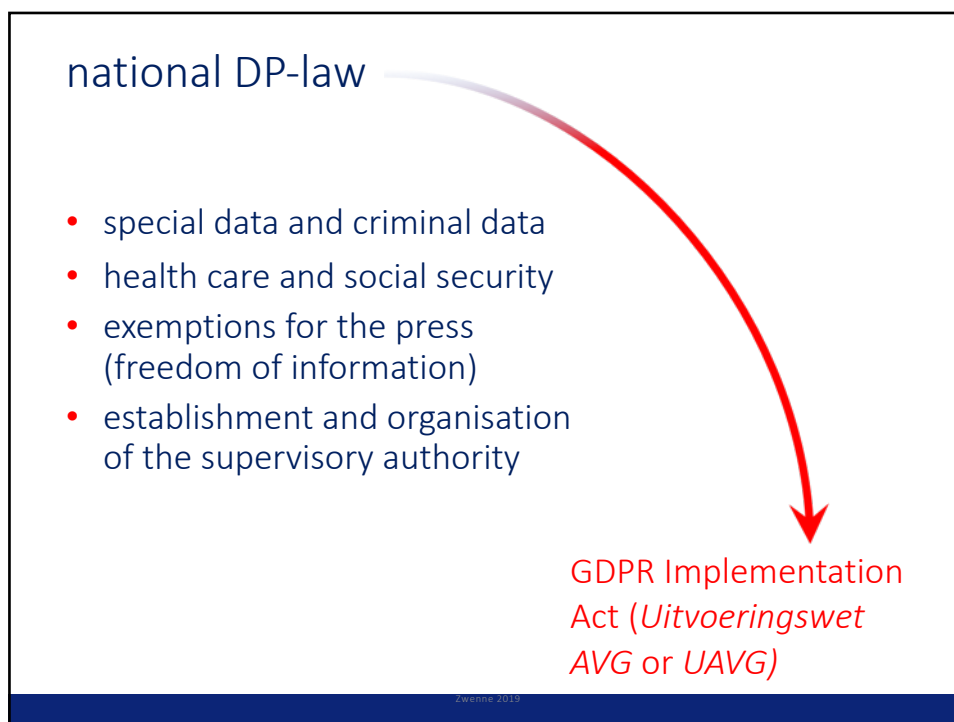 national DP-law
• special data and criminal data
• health care and social security
• exemptions for the press
(freedom of information)
• establishment and organisation
of the supervisory authority
GDPR Implementation
Act (Uitvoeringswet
AVG or UAVG)
Zwenne 2019